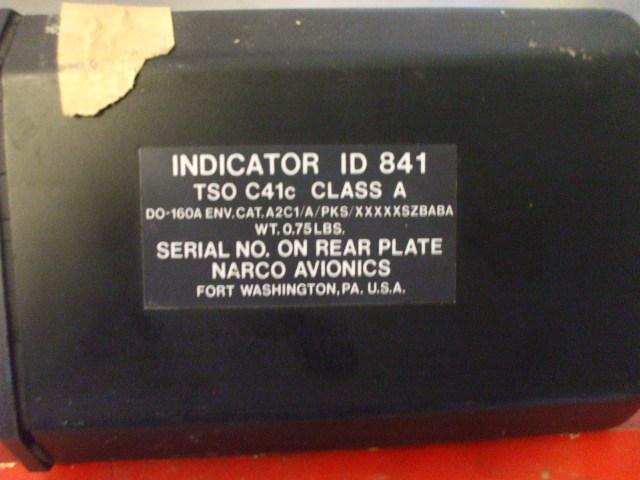 INDICATOR ID 841
TSO C41c CLASS A
DO-160A ENV.CAT.A2C1/A/PKS/XXXXXSZBABA
WT. 0.75 LBS.
SERIAL NO. ON REAR PLATE
NARCO AVIONICS
FORT WASHINGTON, PA. U.S.A.